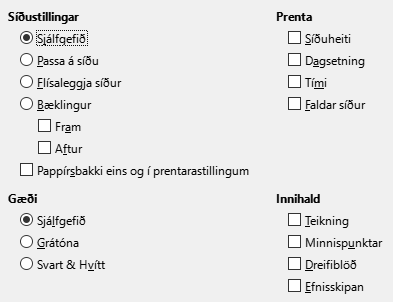 Síðustillingar
Sjálfgefið
Passa á síðu
Flísaleggja síður
Bæklingur
Fram
Aftur
Pappírsbakki eins og í prentarastillingum
Prenta
Síðuheiti
Dagsetning
Tími
Faldar síður
Gæði
Sjálfgefið
Grátóna
Svart & Hvítt
Innihald
Teikning
Minnispunktar
Dreifiblöð
Efnisskipan